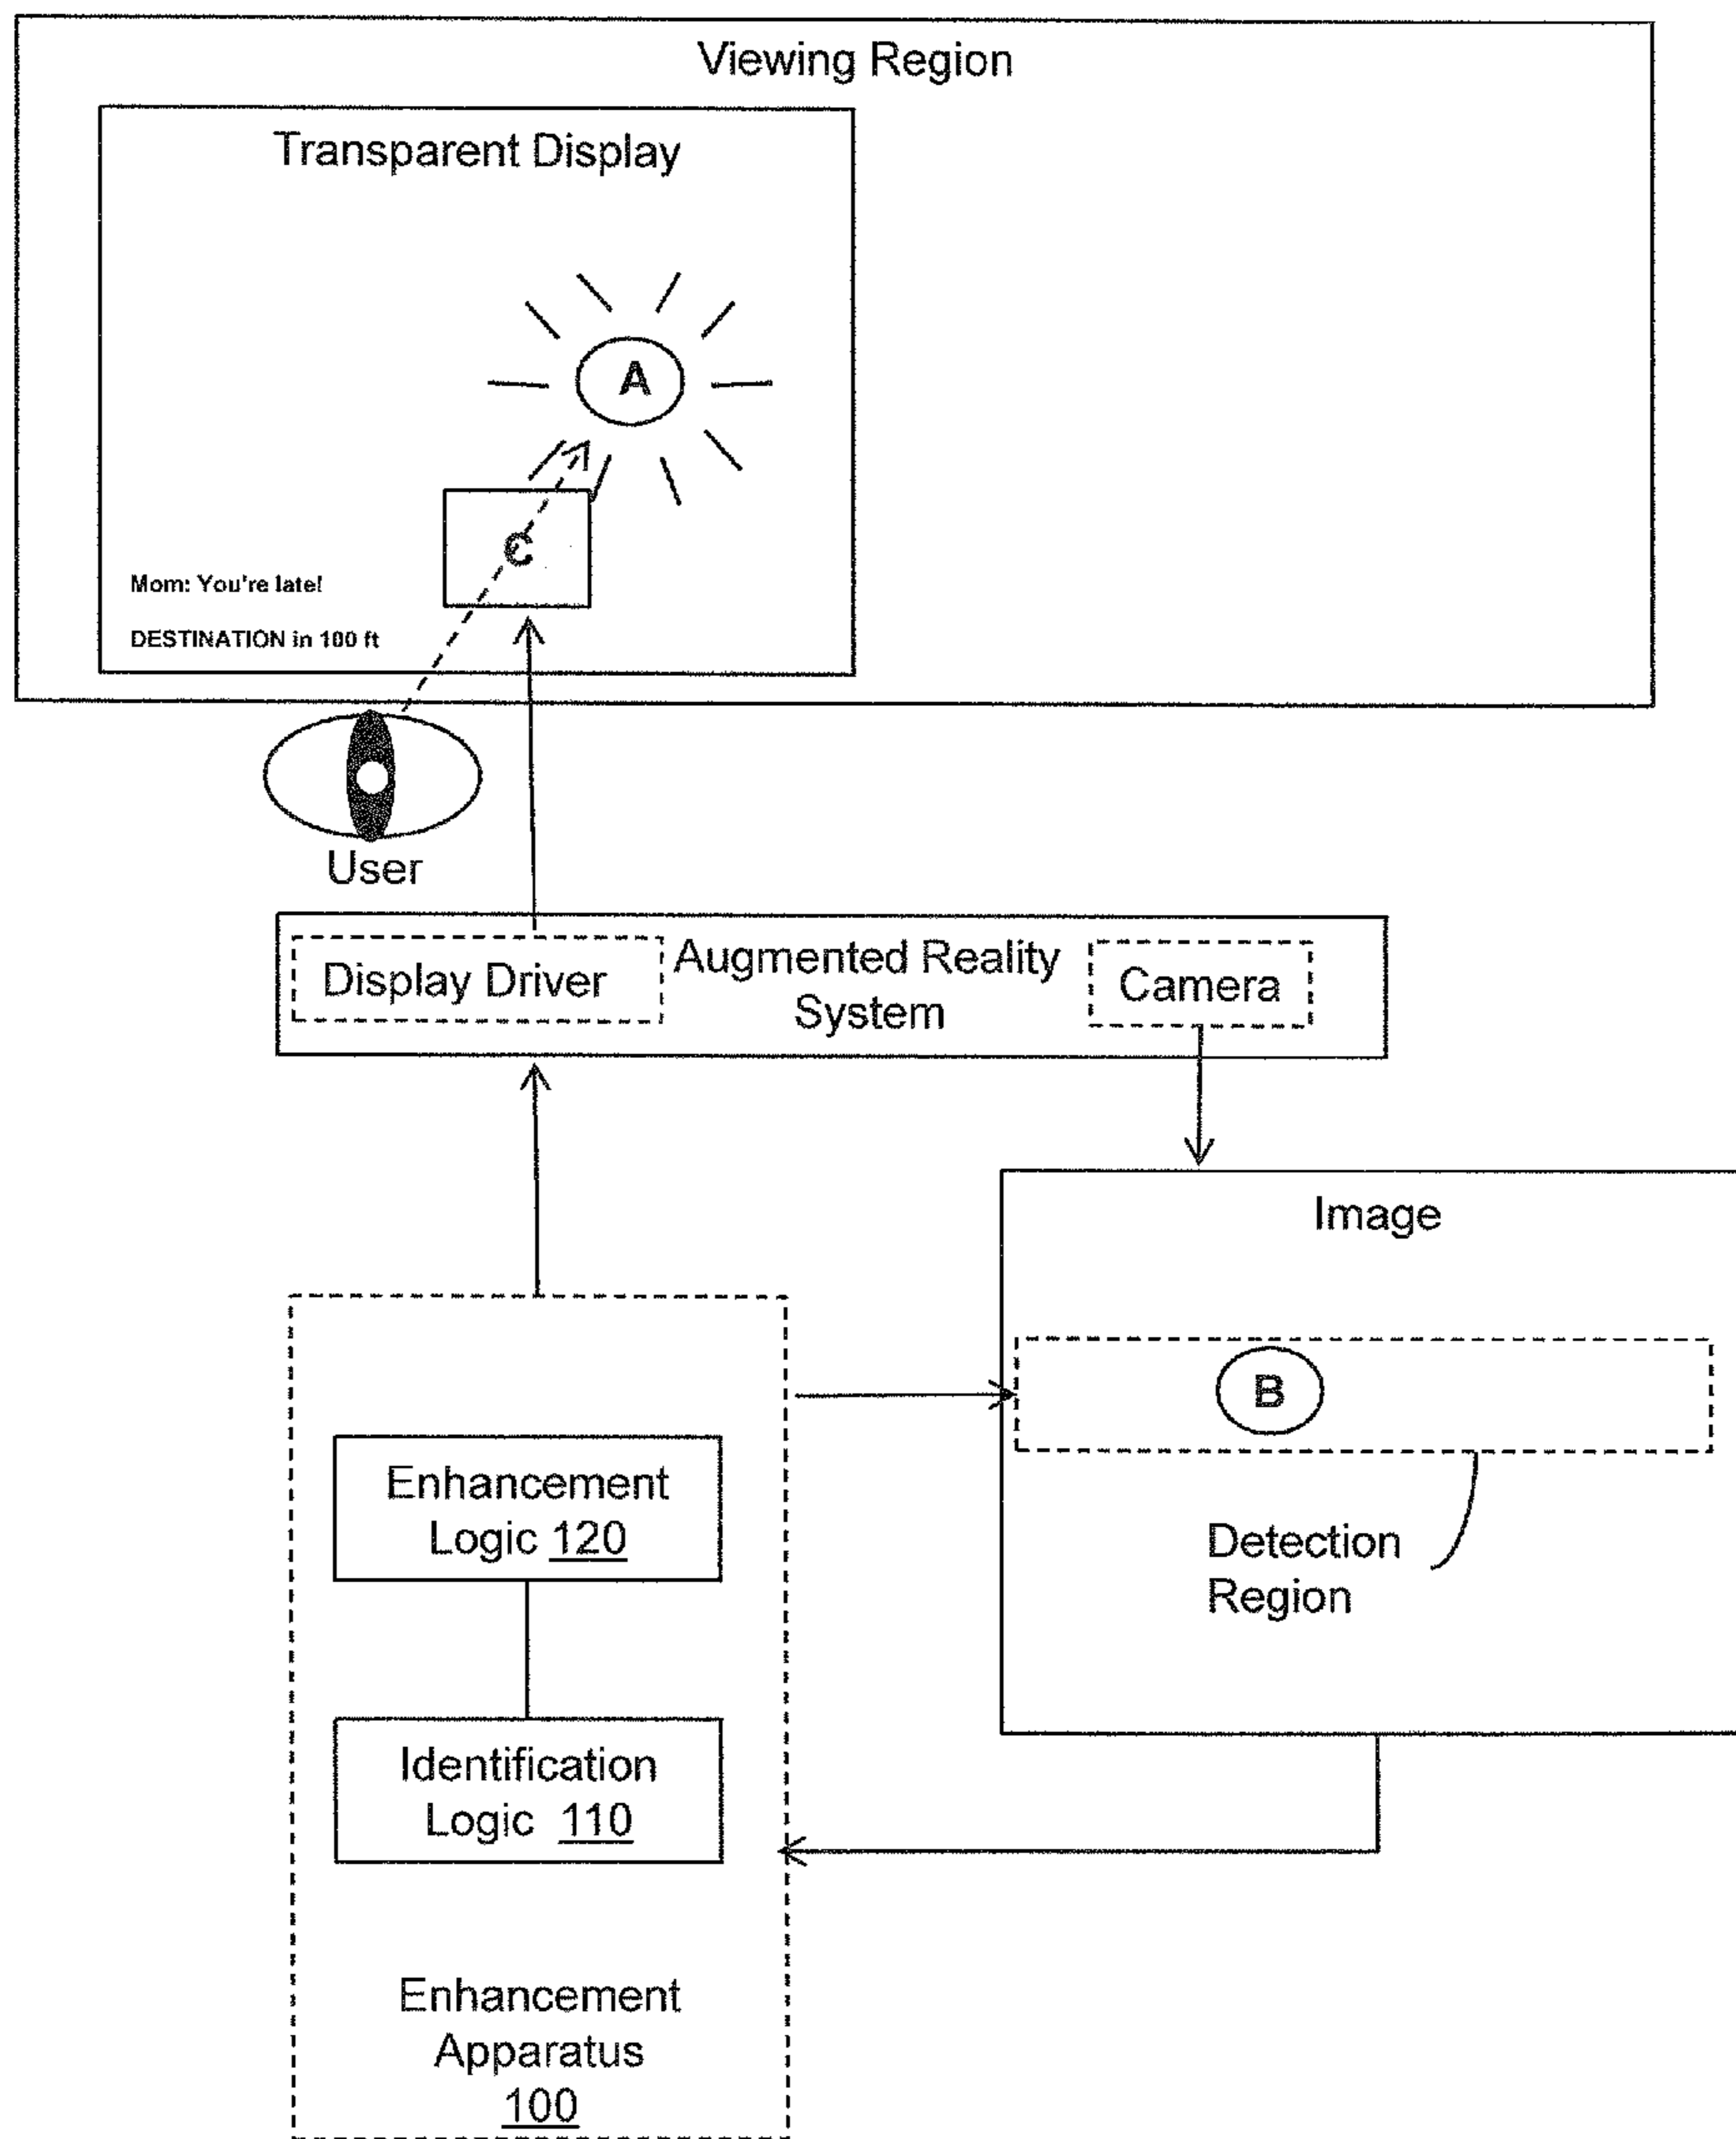 Viewing Region
Transparent Display
A
C
Mom: You're late!
DESTINATION in 100 ft
User
Display Driver
Augmented Reality
System
Camera
Image
B
Detection
Region
Enhancement
Logic 120
Identification
Logic 110
Enhancement
Apparatus
100